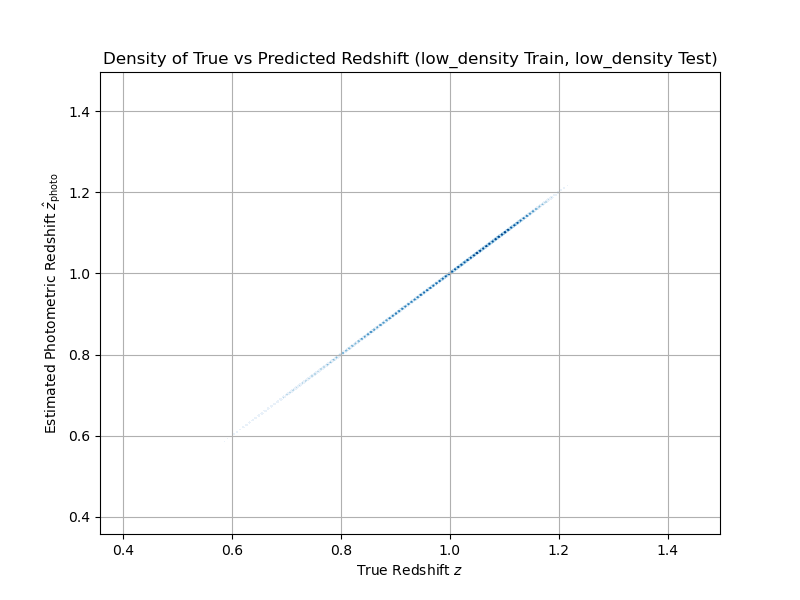 Density of True vs Predicted Redshift (low_density Train, low_density Test)
1.4
1.2
1.0
0.8
0.6
0.4
Estimated Photometric Redshift ẑphoto
0.4 0.6 0.8 1.0 1.2 1.4
True Redshift z